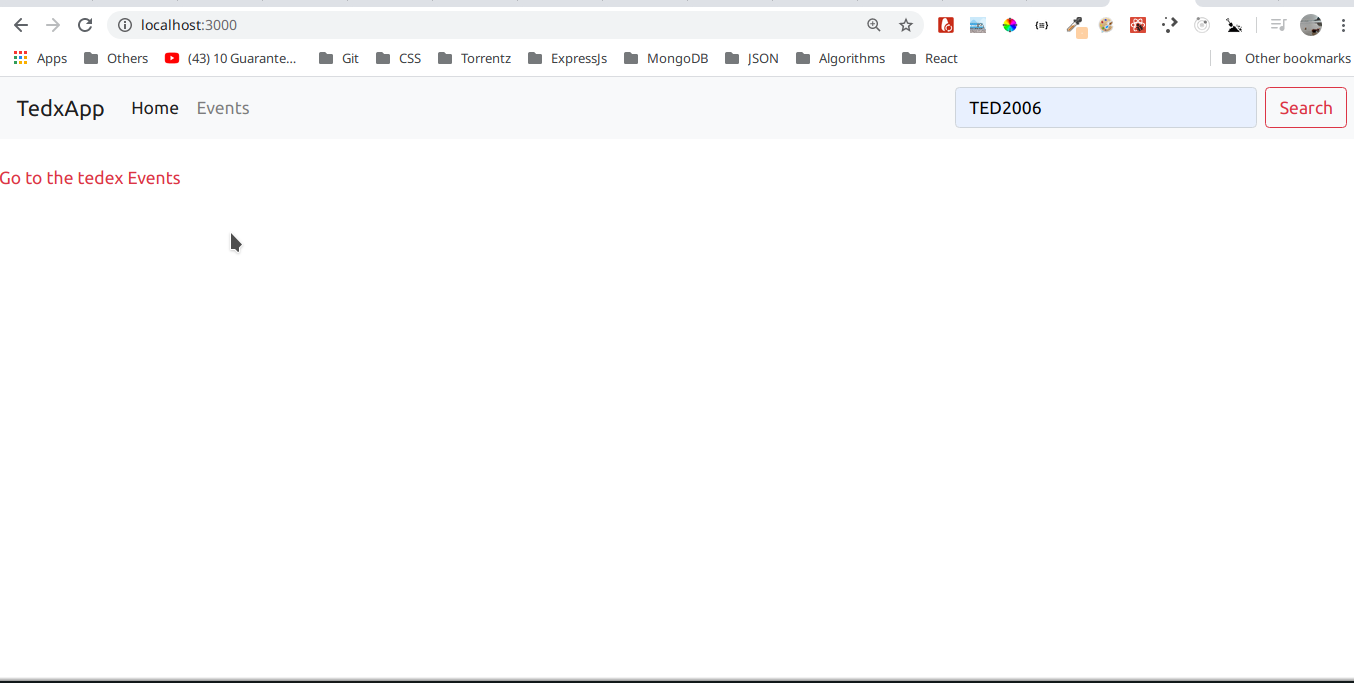 localhost:3000
Apps Others (43) 10 Guarante... Git CSS Torrentz ExpressJs MongoDB JSON Algorithms React Other bookmarks
TedxApp Home Events TED2006 Search
Go to the tedex Events